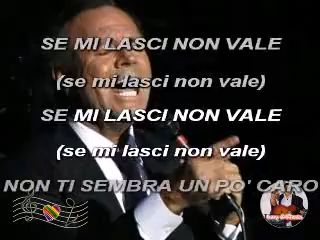 SE MI LASCI NON VALE
(se mi lasci non vale)
SE MI LASCI NON VALE
(se mi lasci non vale)
NON TI SEMBRA UN PO' CARO